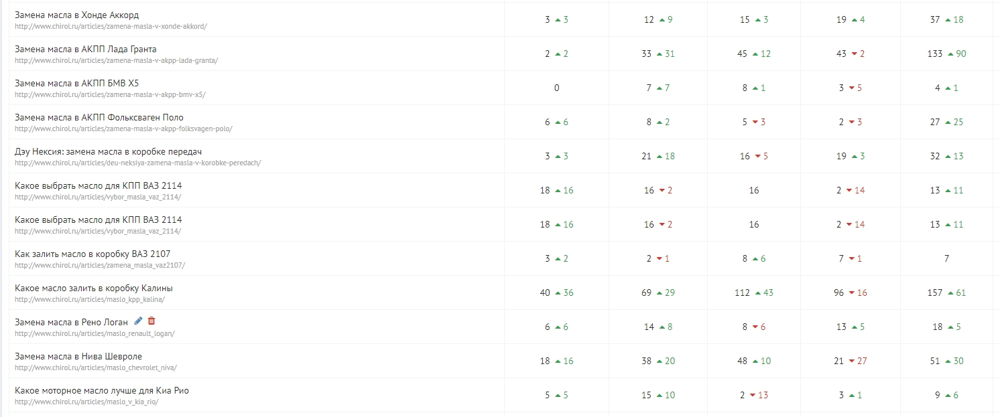 Замена масла в Хонде Аккорд
http://www.chirol.ru/articles/zamena-masla-v-xonde-akkord/
3 ▲ 3 12 ▲ 9 15 ▲ 3 19 ▲ 4 37 ▲ 18
Замена масла в АКПП Лада Гранта
http://www.chirol.ru/articles/zamena-masla-v-akpp-lada-granta/
2 ▲ 2 33 ▲ 31 45 ▲ 12 43 ▼ 2 133 ▲ 90
Замена масла в АКПП БМВ Х5
http://www.chirol.ru/articles/zamena-masla-v-akpp-bmv-x5/
0 7 ▲ 7 8 ▲ 1 3 ▼ 5 4 ▲ 1
Замена масла в АКПП Фольксваген Поло
http://www.chirol.ru/articles/zamena-masla-v-akpp-folksvagen-polo/
6 ▲ 6 8 ▲ 2 5 ▼ 3 2 ▼ 3 27 ▲ 25
Дэу Нексия: замена масла в коробке передач
http://www.chirol.ru/articles/deu-neksiya-zamena-masla-v-korobke-peredach/
3 ▲ 3 21 ▲ 18 16 ▼ 5 19 ▲ 3 32 ▲ 13
Какое выбрать масло для КПП ВАЗ 2114
http://www.chirol.ru/articles/vybor_masla_vaz_2114/
18 ▲ 16 16 ▼ 2 16 2 ▼ 14 13 ▲ 11
Какое выбрать масло для КПП ВАЗ 2114
http://www.chirol.ru/articles/vybor_masla_vaz_2114/
18 ▲ 16 16 ▼ 2 16 2 ▼ 14 13 ▲ 11
Как залить масло в коробку ВАЗ 2107
http://www.chirol.ru/articles/zamena_masla_vaz2107/
3 ▲ 2 2 ▼ 1 8 ▲ 6 7 ▼ 1 7
Какое масло залить в коробку Калины
http://www.chirol.ru/articles/maslo_kpp_kalina/
40 ▲ 36 69 ▲ 29 112 ▲ 43 96 ▼ 16 157 ▲ 61
Замена масла в Рено Логан
http://www.chirol.ru/articles/maslo_renault_logan/
6 ▲ 6 14 ▲ 8 8 ▼ 6 13 ▲ 5 18 ▲ 5
Замена масла в Нива Шевроле
http://www.chirol.ru/articles/maslo_chevrolet_niva/
18 ▲ 16 38 ▲ 20 48 ▲ 10 21 ▼ 27 51 ▲ 30
Какое моторное масло лучше для Киа Рио
http://www.chirol.ru/articles/maslo_v_kia_rio/
5 ▲ 5 15 ▲ 10 2 ▼ 13 3 ▲ 1 9 ▲ 6